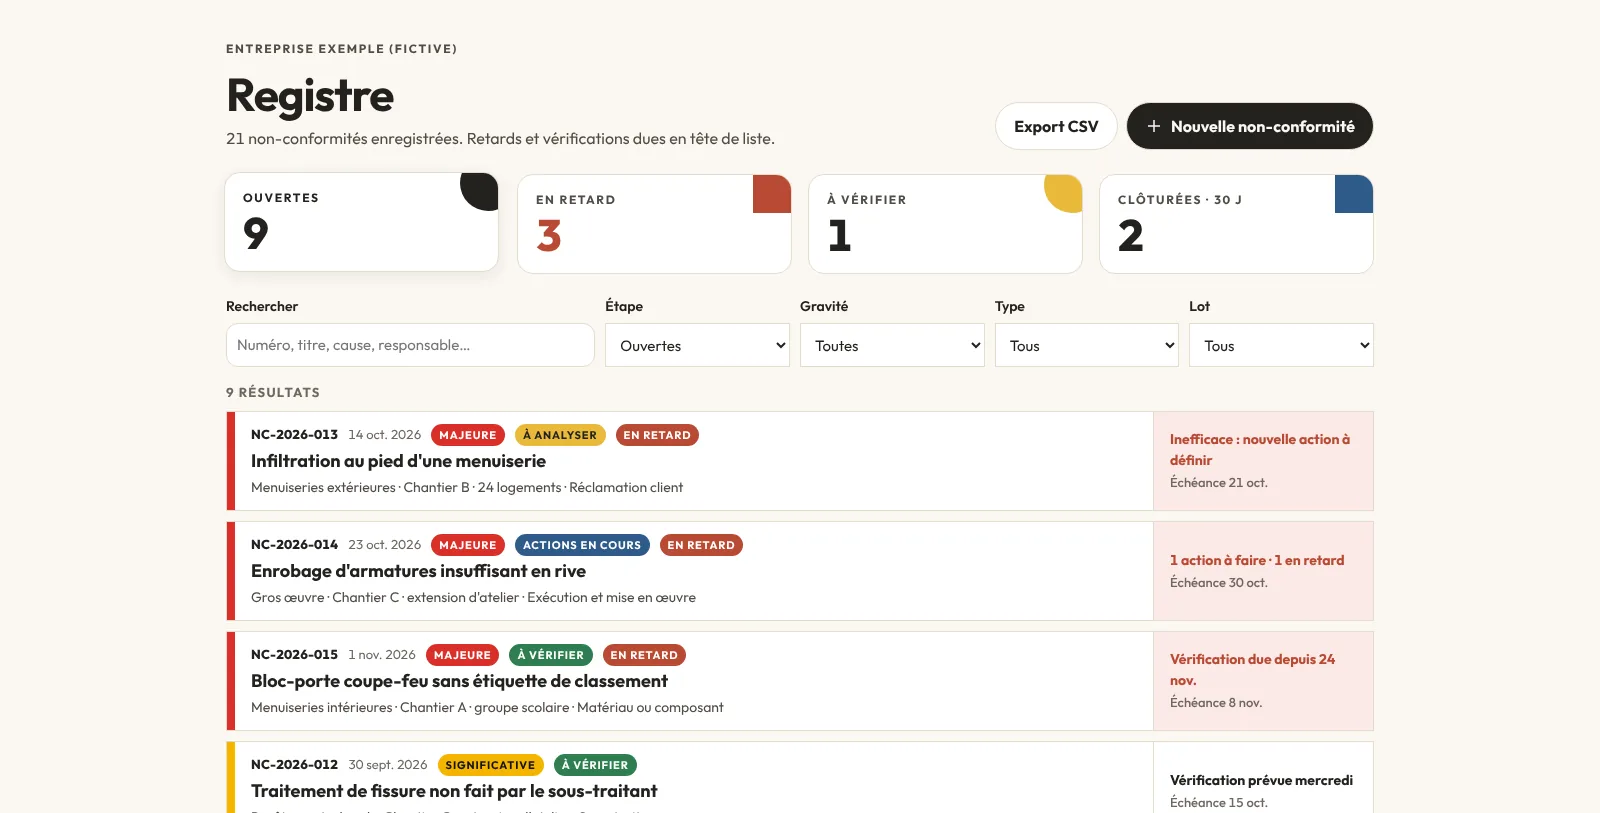 ENTREPRISE EXEMPLE (FICTIVE)
Registre
21 non-conformités enregistrées. Retards et vérifications dues en tête de liste.
Export CSV
+ Nouvelle non-conformité
OUVERTES
9
EN RETARD
3
À VÉRIFIER
1
CLÔTURÉES · 30 J
2
Rechercher
Numéro, titre, cause, responsable…
Étape
Ouvertes
Gravité
Toutes
Type
Tous
Lot
Tous
9 RÉSULTATS
NC-2026-013 14 oct. 2026 MAJEURE À ANALYSER EN RETARD
Infiltration au pied d'une menuiserie
Menuiseries extérieures · Chantier B · 24 logements · Réclamation client
Inefficace : nouvelle action à
définir
Échéance 21 oct.
NC-2026-014 23 oct. 2026 MAJEURE ACTIONS EN COURS EN RETARD
Enrobage d'armatures insuffisant en rive
Gros œuvre · Chantier C · extension d'atelier · Exécution et mise en œuvre
1 action à faire · 1 en retard
Échéance 30 oct.
NC-2026-015 1 nov. 2026 MAJEURE À VÉRIFIER EN RETARD
Bloc-porte coupe-feu sans étiquette de classement
Menuiseries intérieures · Chantier A · groupe scolaire · Matériau ou composant
Vérification due depuis 24
nov.
Échéance 8 nov.
NC-2026-012 30 sept. 2026 SIGNIFICATIVE À VÉRIFIER
Traitement de fissure non fait par le sous-traitant
Vérification prévue mercredi
Échéance 15 oct.